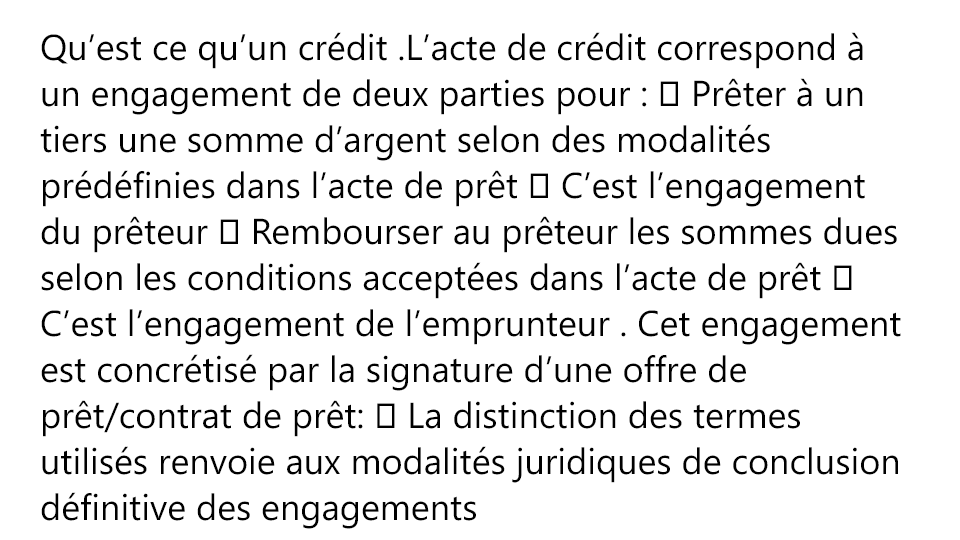 Qu’est ce qu’un crédit .L’acte de crédit correspond à
un engagement de deux parties pour : ▯ Prêter à un
tiers une somme d’argent selon des modalités
prédéfinies dans l’acte de prêt ▯ C’est l’engagement
du prêteur ▯ Rembourser au prêteur les sommes dues
selon les conditions acceptées dans l’acte de prêt ▯
C’est l’engagement de l’emprunteur . Cet engagement
est concrétisé par la signature d’une offre de
prêt/contrat de prêt: ▯ La distinction des termes
utilisés renvoie aux modalités juridiques de conclusion
définitive des engagements